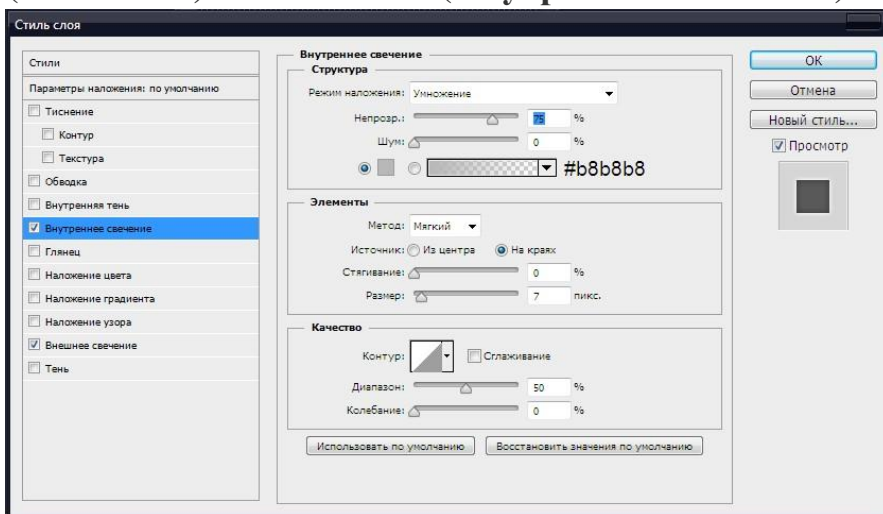 Стиль слоя
Стили
Параметры наложения: по умолчанию
Тиснение
Контур
Текстура
Обводка
Внутренняя тень
Внутреннее свечение
Глянец
Наложение цвета
Наложение градиента
Наложение узора
Внешнее свечение
Тень
Внутреннее свечение
Структура
Режим наложения: Умножение
Непрозр.: 75 %
Шум: 0 %
#b8b8b8
Элементы
Метод: Мягкий
Источник: Из центра На краях
Стягивание: 0 %
Размер: 7 пикс.
Качество
Контур: Сглаживание
Диапазон: 50 %
Колебание: 0 %
Использовать по умолчанию Восстановить значения по умолчанию
OK
Отмена
Новый стиль...
Просмотр